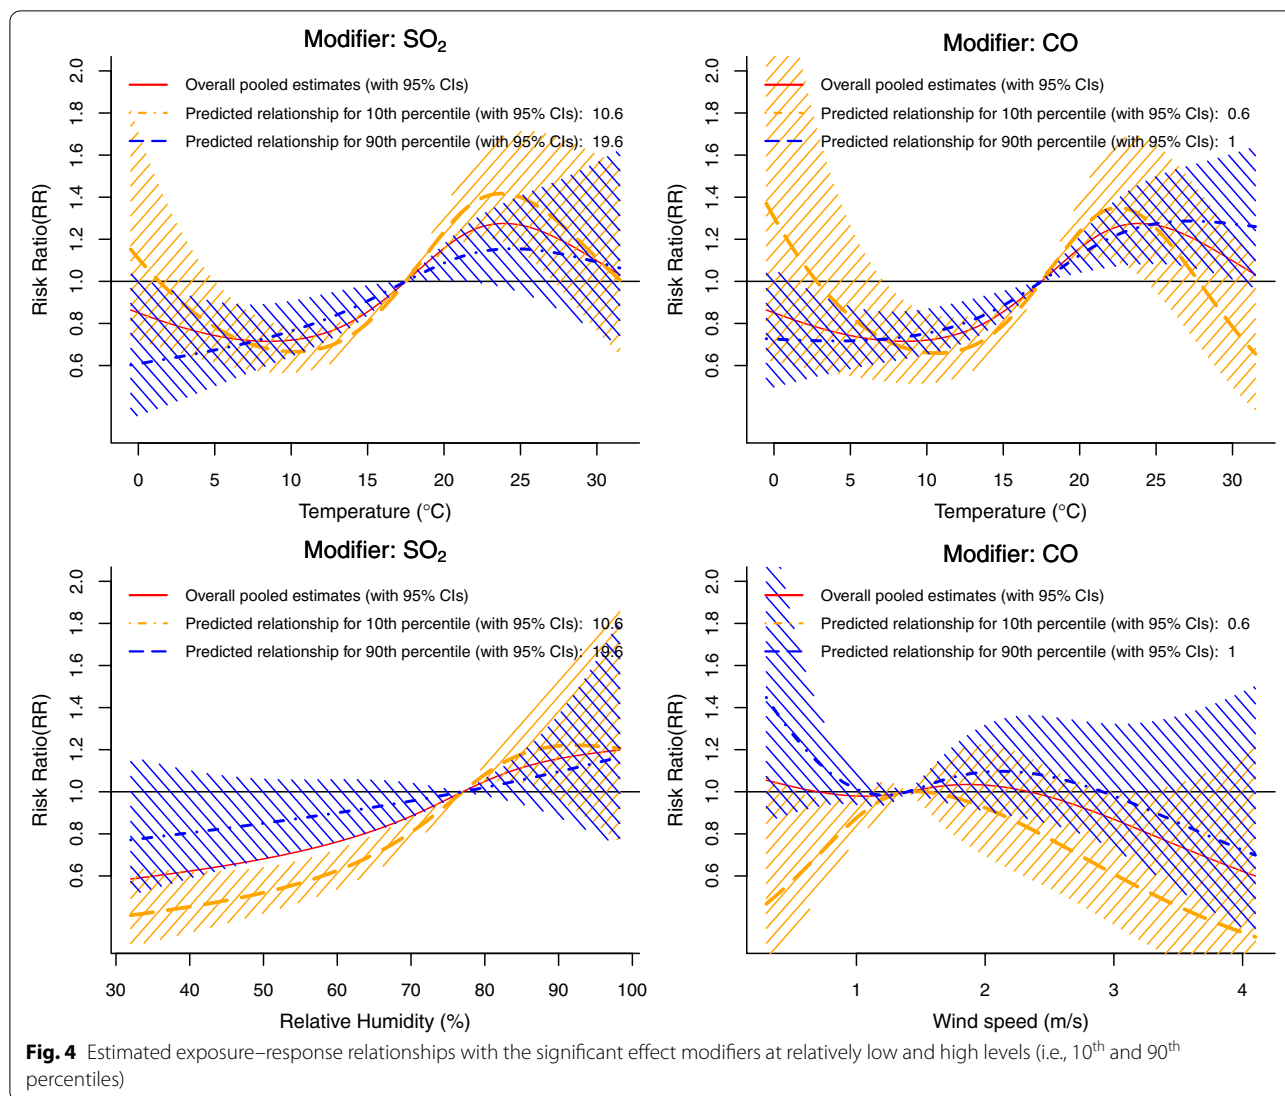 Modifier: SO2
2.0
1.8
1.6
1.4
1.2
1.0
0.8
0.6
Risk Ratio(RR)
Overall pooled estimates (with 95% CIs)
Predicted relationship for 10th percentile (with 95% CIs): 10.6
Predicted relationship for 90th percentile (with 95% CIs): 19.6
0 5 10 15 20 25 30
Temperature (°C)
Modifier: CO
2.0
1.8
1.6
1.4
1.2
1.0
0.8
0.6
Risk Ratio(RR)
Overall pooled estimates (with 95% CIs)
Predicted relationship for 10th percentile (with 95% CIs): 0.6
Predicted relationship for 90th percentile (with 95% CIs): 1
0 5 10 15 20 25 30
Temperature (°C)
Modifier: SO2
2.0
1.8
1.6
1.4
1.2
1.0
0.8
0.6
Risk Ratio(RR)
Overall pooled estimates (with 95% CIs)
Predicted relationship for 10th percentile (with 95% CIs): 10.6
Predicted relationship for 90th percentile (with 95% CIs): 19.6
30 40 50 60 70 80 90 100
Relative Humidity (%)
Modifier: CO
2.0
1.8
1.6
1.4
1.2
1.0
0.8
0.6
Risk Ratio(RR)
Overall pooled estimates (with 95% CIs)
Predicted relationship for 10th percentile (with 95% CIs): 0.6
Predicted relationship for 90th percentile (with 95% CIs): 1
1 2 3 4
Wind speed (m/s)
Fig. 4 Estimated exposure–response relationships with the significant effect modifiers at relatively low and high levels (i.e., 10th and 90th
percentiles)